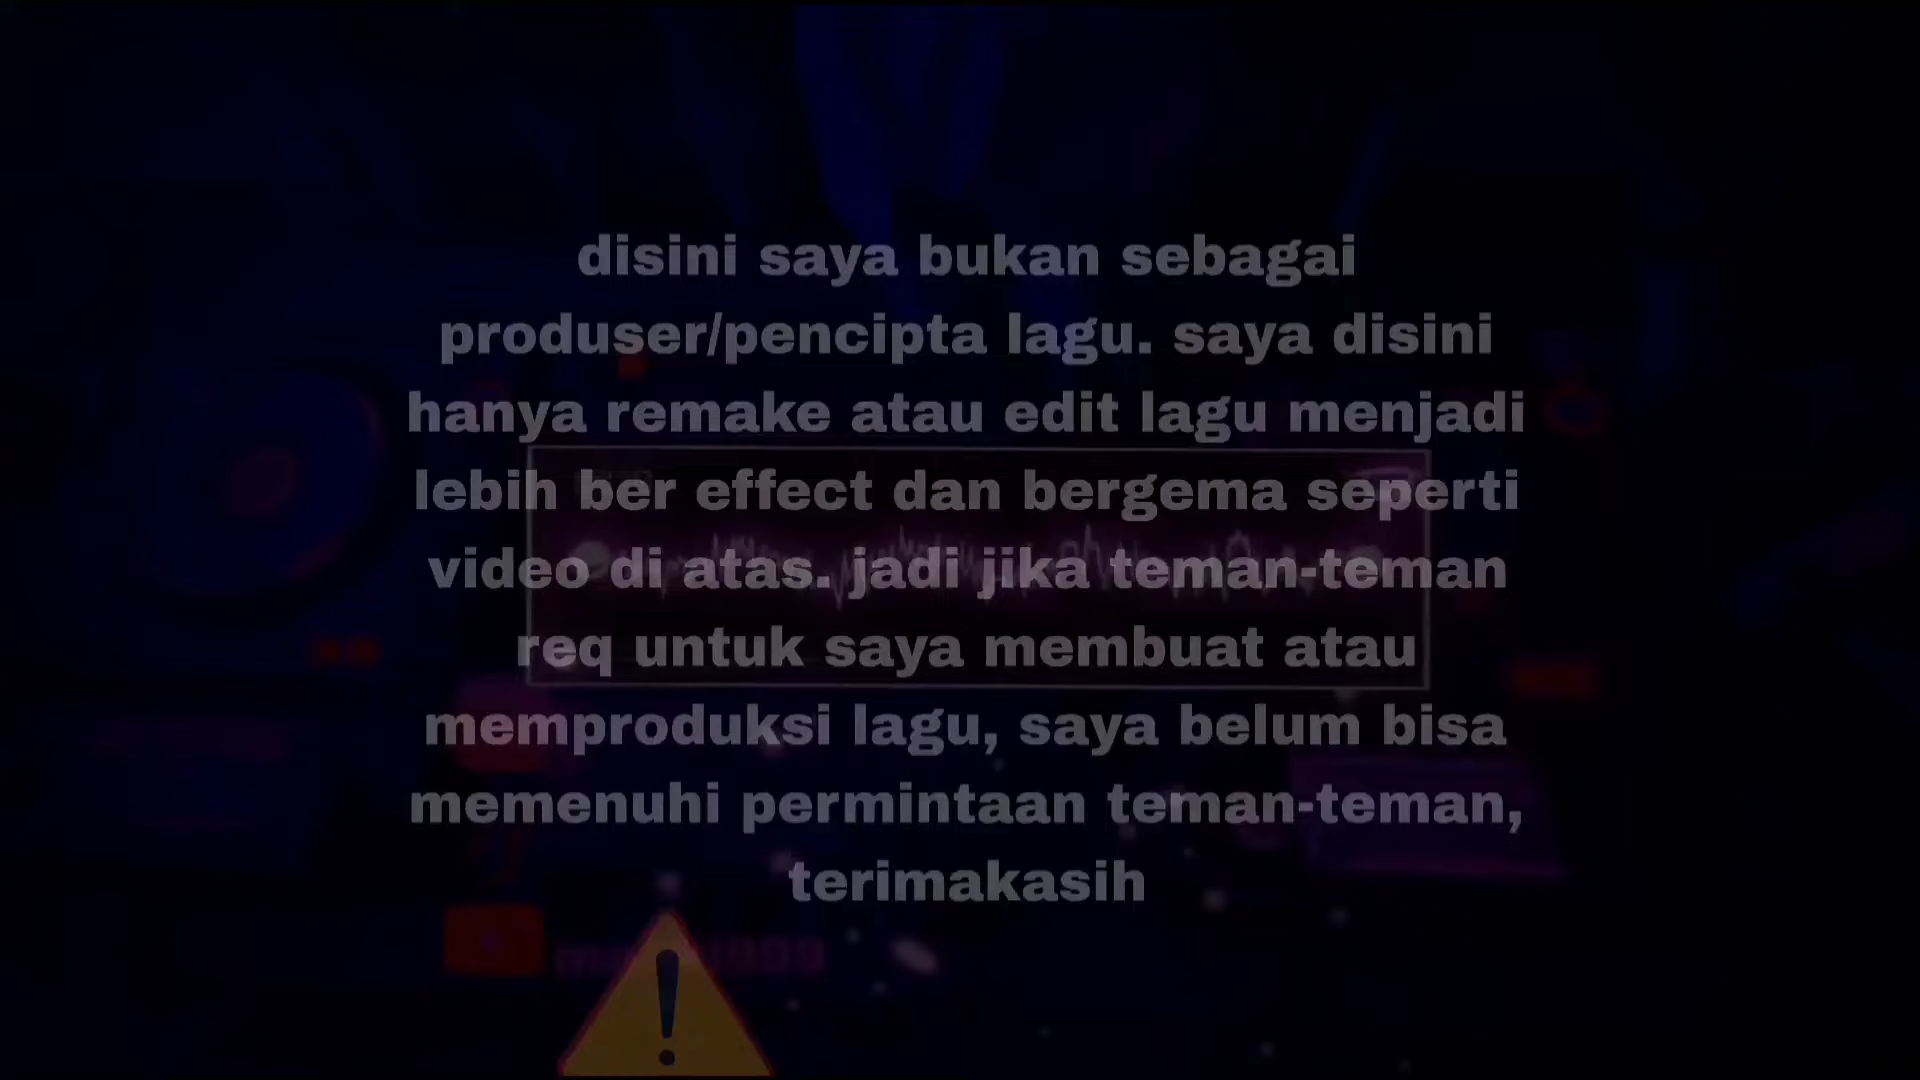 disini saya bukan sebagai
produser/pencipta lagu. saya disini
hanya remake atau edit lagu menjadi
lebih ber effect dan bergema seperti
video di atas. jadi jika teman-teman
req untuk saya membuat atau
memproduksi lagu, saya belum bisa
memenuhi permintaan teman-teman,
terimakasih